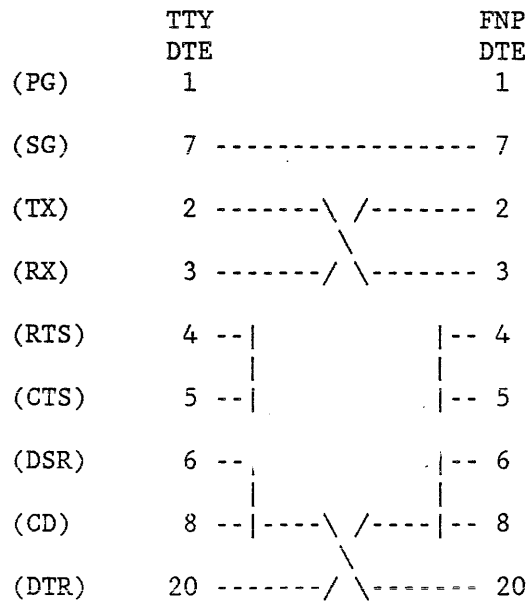 TTY FNP
DTE DTE
(PG) 1 1
(SG) 7 ----------------- 7
(TX) 2 -------\ /------- 2
\
(RX) 3 -------/ \------- 3
(RTS) 4 --| |-- 4
| |
(CTS) 5 --| |-- 5
(DSR) 6 --. |-- 6
| |
(CD) 8 --|----\ /----|-- 8
\
(DTR) 20 -------/ \------- 20